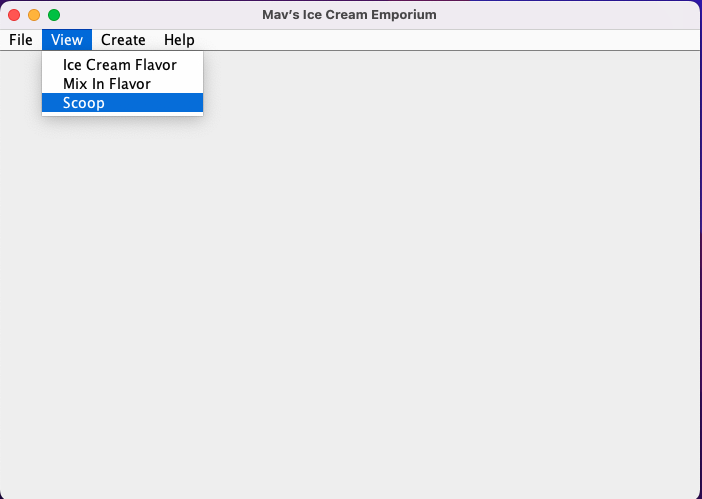 Mav's Ice Cream Emporium
File View Create Help
Ice Cream Flavor
Mix In Flavor
Scoop